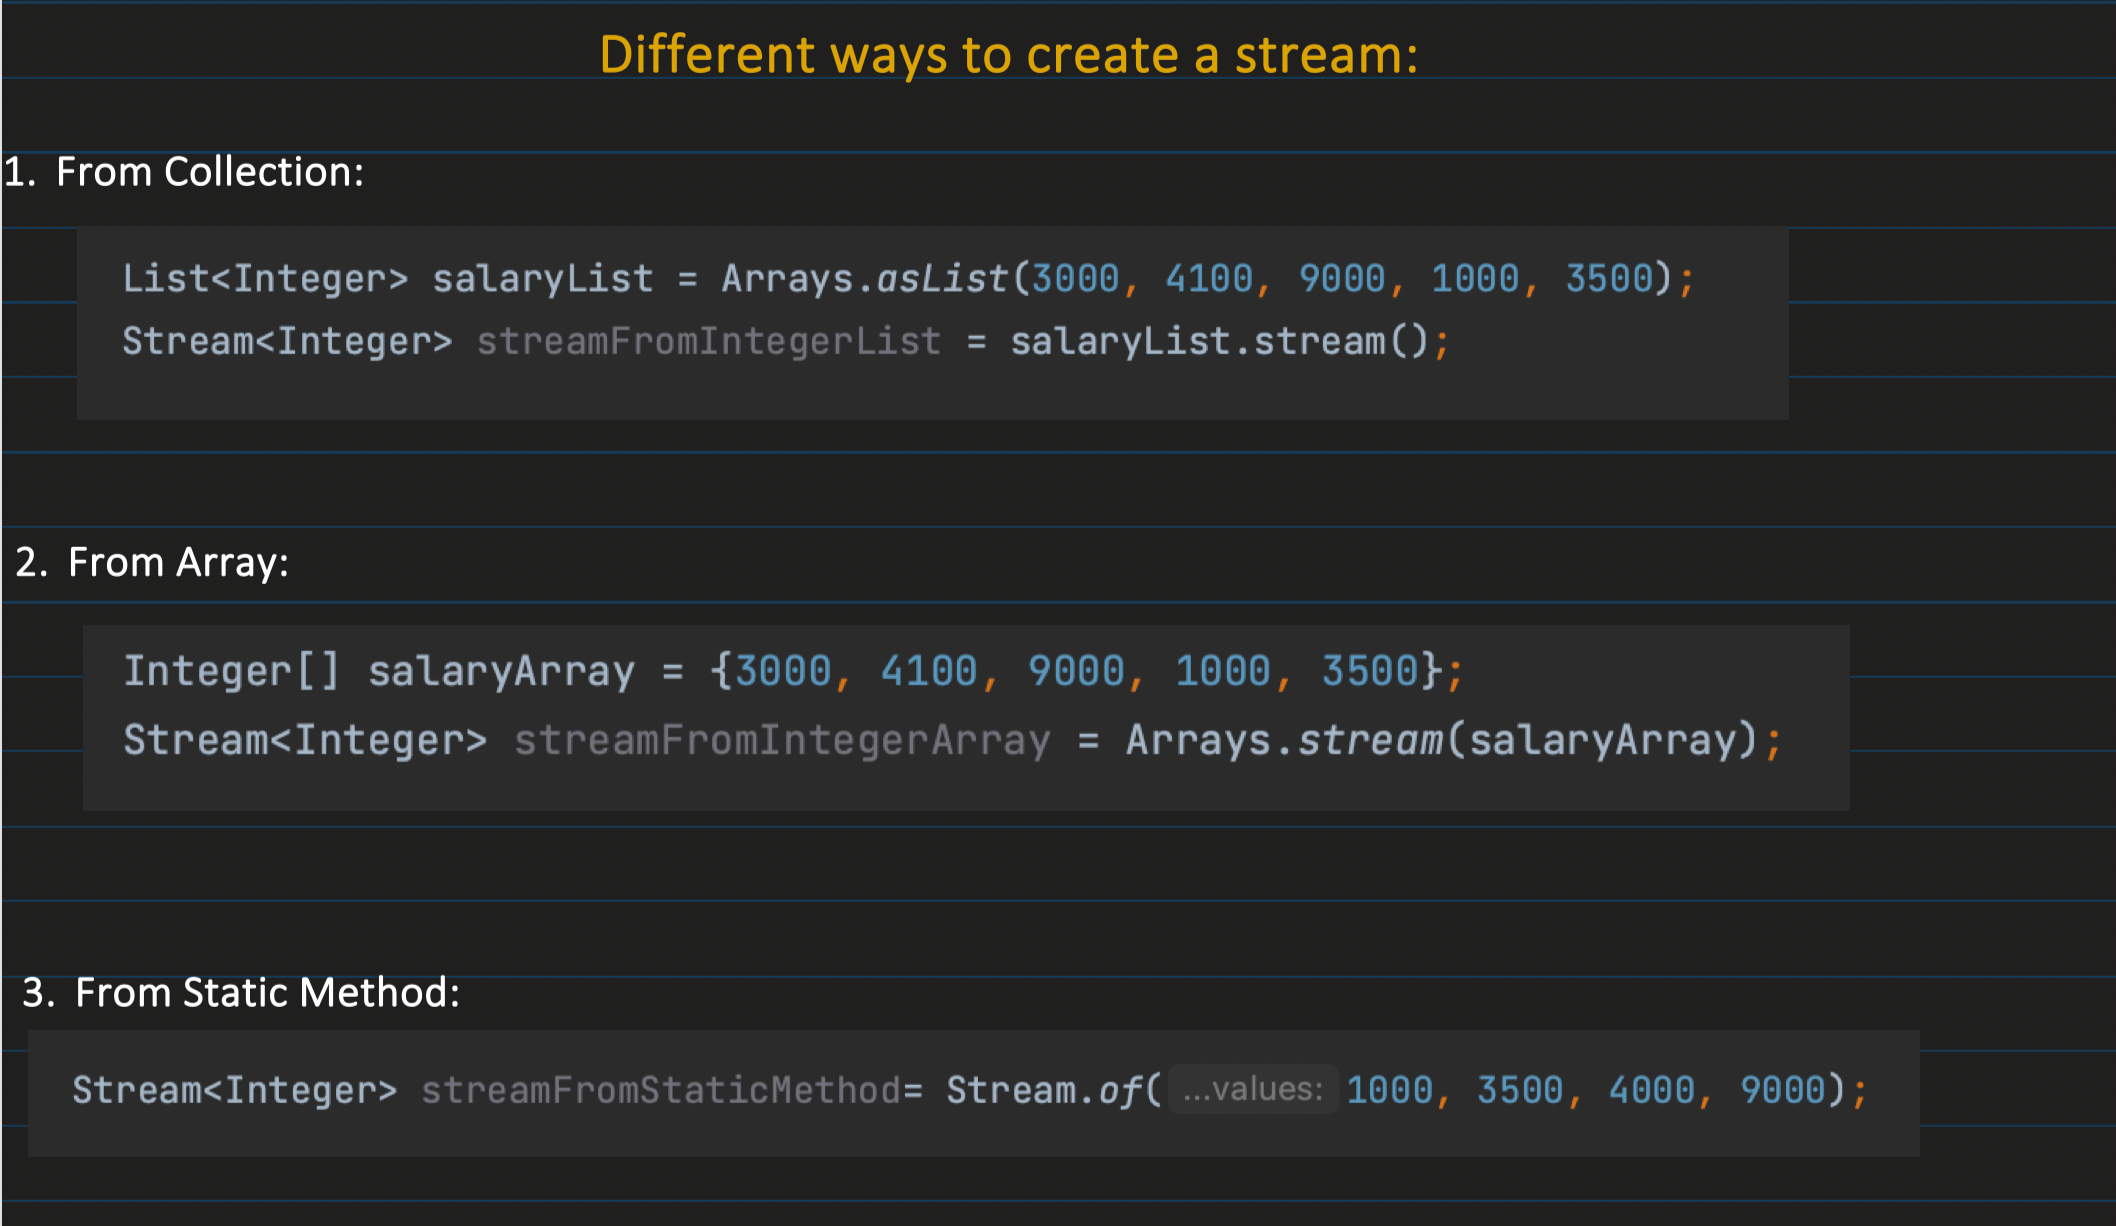 Different ways to create a stream:
1. From Collection:
List<Integer> salaryList = Arrays.asList(3000, 4100, 9000, 1000, 3500);
Stream<Integer> streamFromIntegerList = salaryList.stream();
2. From Array:
Integer[] salaryArray = {3000, 4100, 9000, 1000, 3500};
Stream<Integer> streamFromIntegerArray = Arrays.stream(salaryArray);
3. From Static Method:
Stream<Integer> streamFromStaticMethod= Stream.of( ...values: 1000, 3500, 4000, 9000);